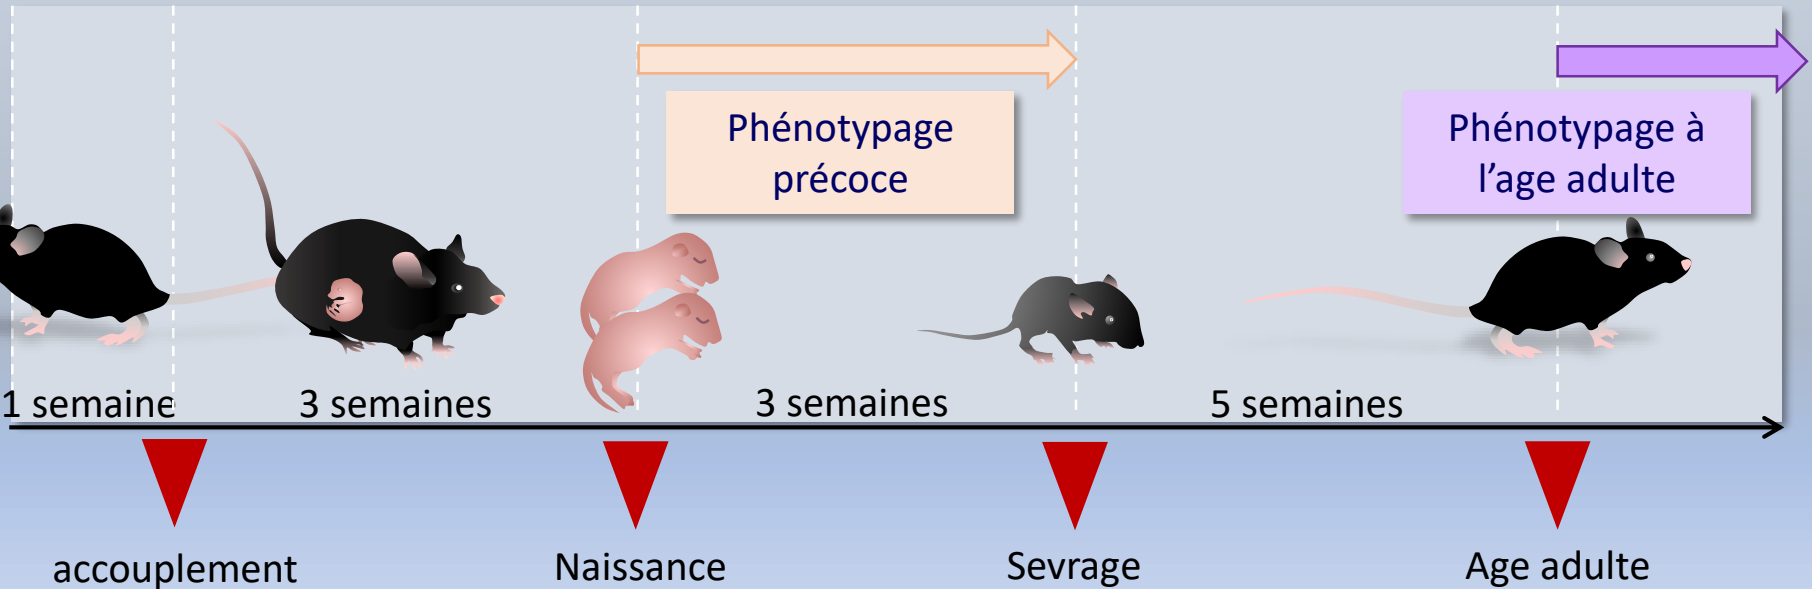 Phénotypage
précoce
Phénotypage à
l'age adulte
1 semaine
3 semaines
3 semaines
5 semaines
accouplement
Naissance
Sevrage
Age adulte